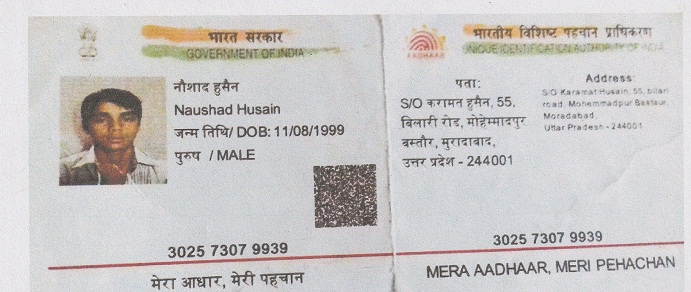 भारत सरकार
GOVERNMENT OF INDIA
नौशाद हुसैन
Naushad Husain
जन्म तिथि/ DOB: 11/08/1999
पुरुष / MALE
3025 7307 9939
मेरा आधार, मेरी पहचान
भारतीय विशिष्ट पहचान प्राधिकरण
UNIQUE IDENTIFICATION AUTHORITY OF INDIA
AADHAAR
पता:
S/O करामत हुसैन, 55,
बिलारी रोड, मोहेम्मादपुर
बस्तौर, मुरादाबाद,
उत्तर प्रदेश - 244001
Address:
S/O Karamat Husain, 55, bilari
road, Mohemmadpur Bastaur,
Moradabad,
Uttar Pradesh - 244001
3025 7307 9939
MERA AADHAAR, MERI PEHACHAN